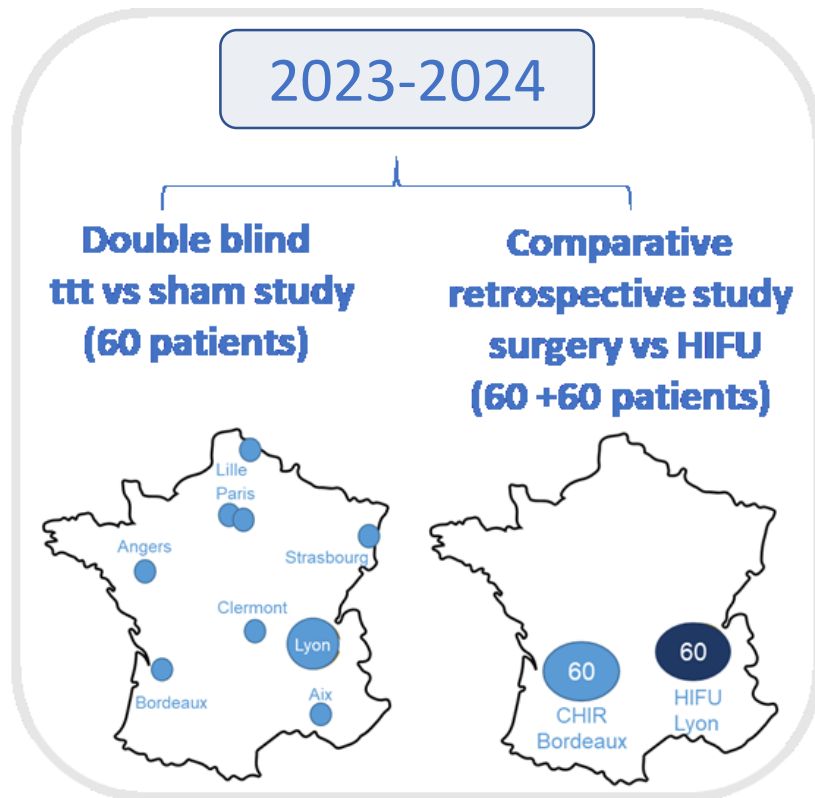 2023-2024
Double blind
ttt vs sham study
(60 patients)
Comparative
retrospective study
surgery vs HIFU
(60 +60 patients)
Lille
Paris
Angers
Strasbourg
Clermont
Lyon
Bordeaux
Aix
60
CHIR
Bordeaux
60
HIFU
Lyon